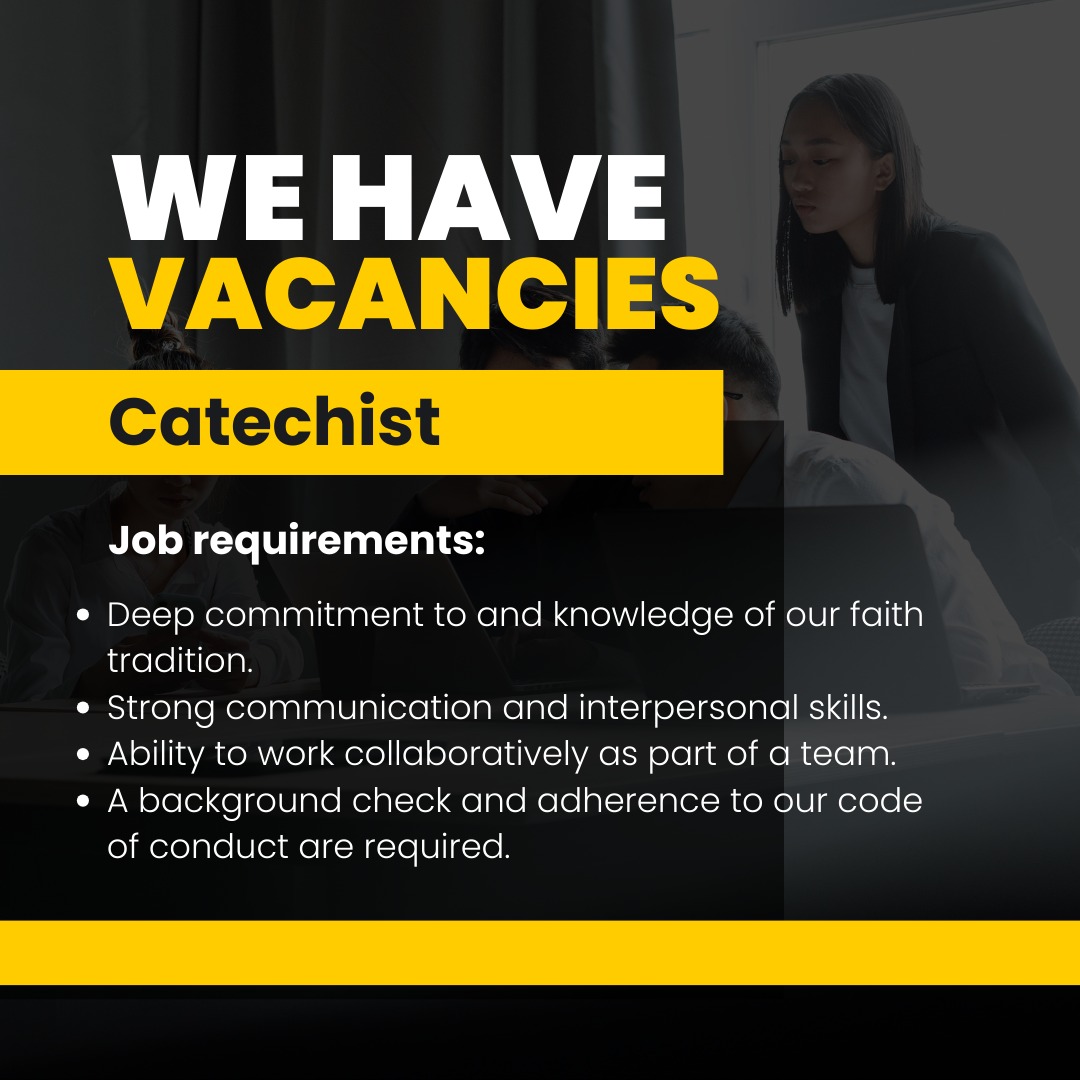 WE HAVE
VACANCIES
Catechist
Job requirements:
• Deep commitment to and knowledge of our faith
tradition.
• Strong communication and interpersonal skills.
• Ability to work collaboratively as part of a team.
• A background check and adherence to our code
of conduct are required.